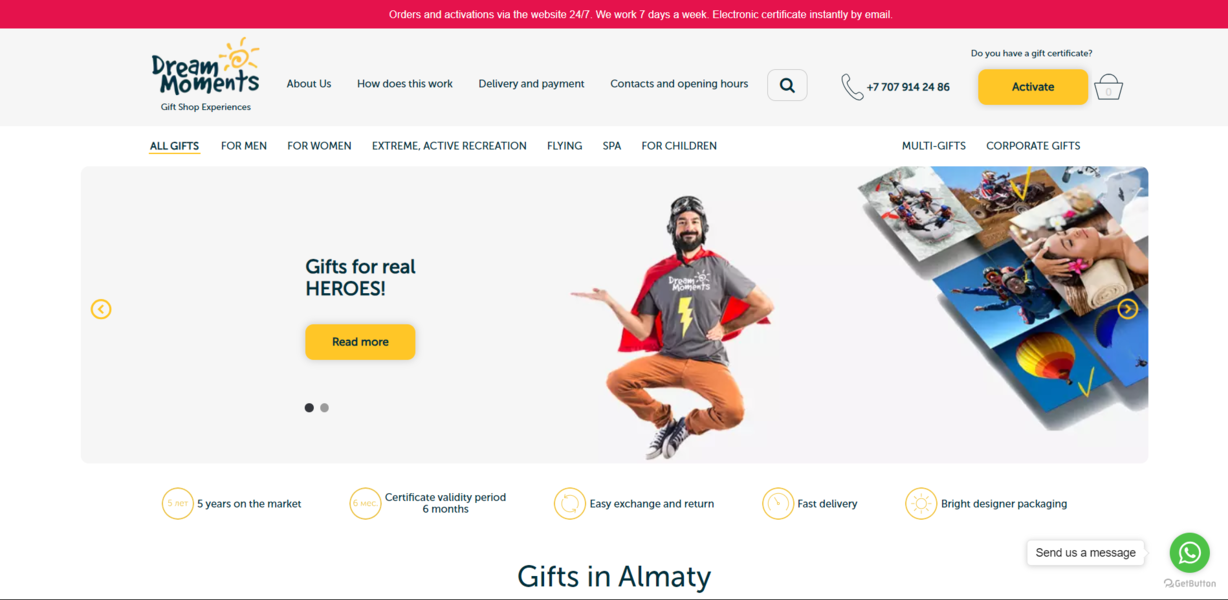 Orders and activations via the website 24/7. We work 7 days a week. Electronic certificate instantly by email.
Do you have a gift certificate?
Dream
Moments
Gift Shop Experiences
About Us
How does this work
Delivery and payment
Contacts and opening hours
+7 707 914 24 86
Activate
0
ALL GIFTS
FOR MEN
FOR WOMEN
EXTREME, ACTIVE RECREATION
FLYING
SPA
FOR CHILDREN
MULTI-GIFTS
CORPORATE GIFTS
Gifts for real
HEROES!
Read more
Dream
Moments
5 лет
5 years on the market
6 мес.
Certificate validity period
6 months
Easy exchange and return
Fast delivery
Bright designer packaging
Gifts in Almaty
Send us a message
GetButton